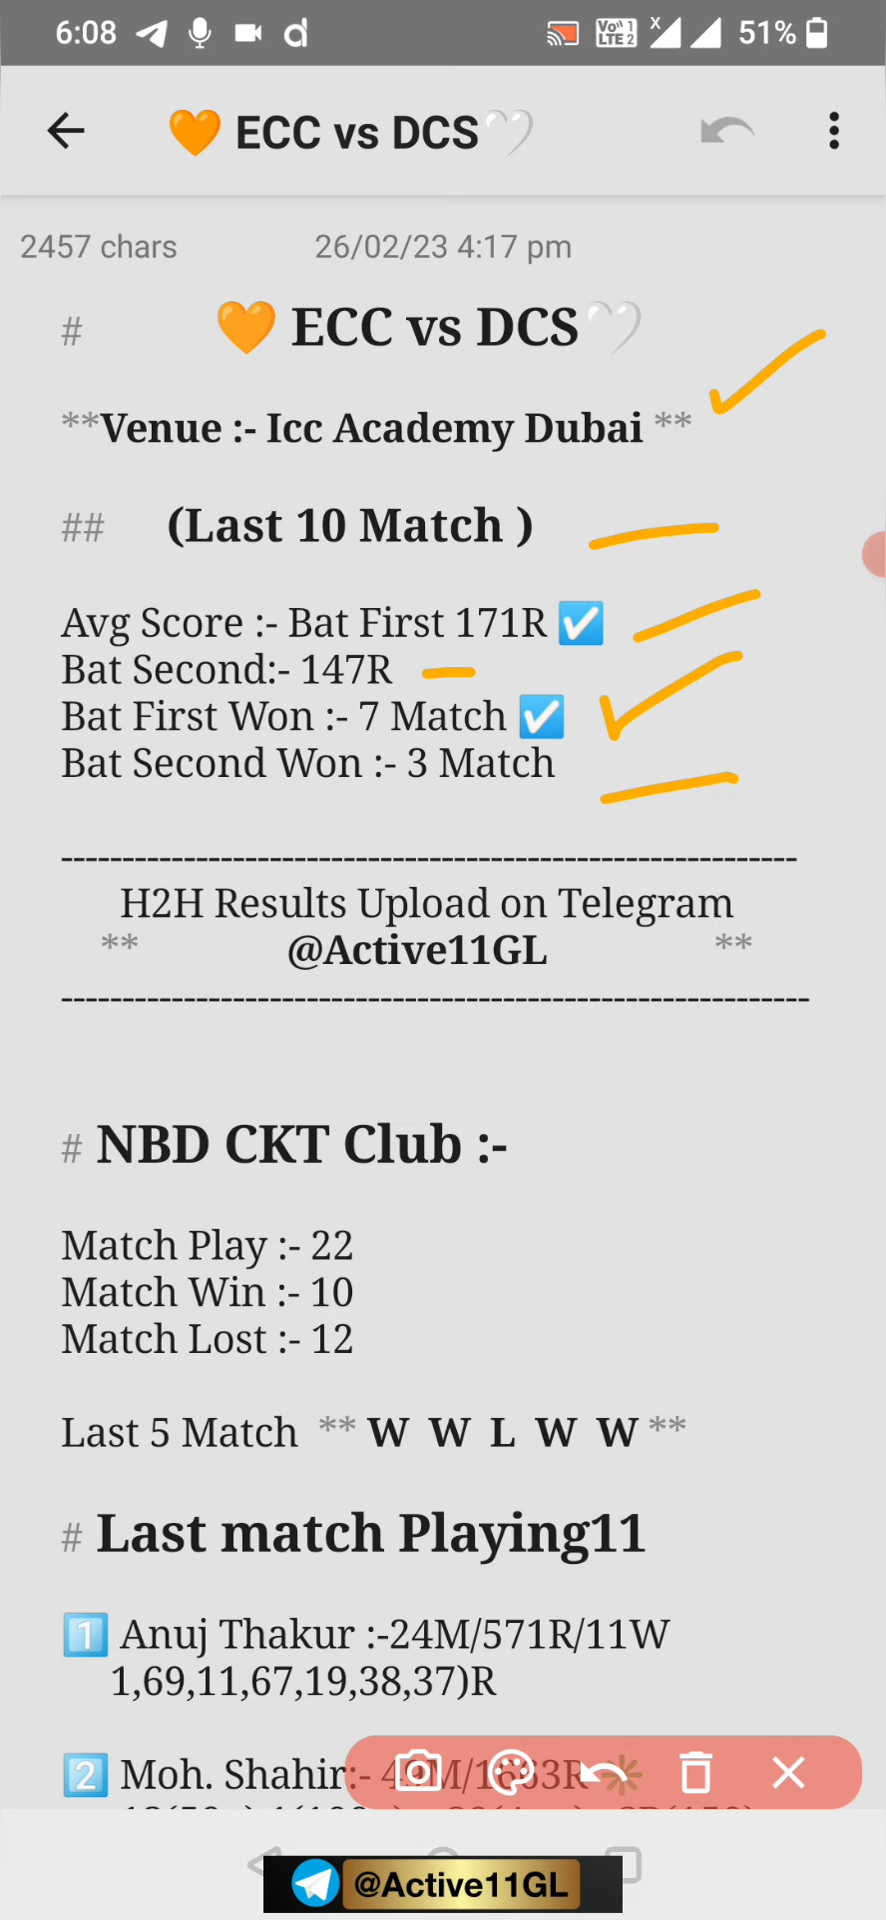 6:08
Vo 1
LTE 2
51%
🧡 ECC vs DCS🤍
2457 chars
26/02/23 4:17 pm
# 🧡 ECC vs DCS🤍
**Venue :- Icc Academy Dubai **
## (Last 10 Match )
Avg Score :- Bat First 171R ☑️
Bat Second:- 147R
Bat First Won :- 7 Match ☑️
Bat Second Won :- 3 Match
------------------------------------------------------------
H2H Results Upload on Telegram
** @Active11GL **
-------------------------------------------------------------
# NBD CKT Club :-
Match Play :- 22
Match Win :- 10
Match Lost :- 12
Last 5 Match ** W W L W W **
# Last match Playing11
1️⃣ Anuj Thakur :-24M/571R/11W
1,69,11,67,19,38,37)R
2️⃣ Moh. Shahir:-
@Active11GL